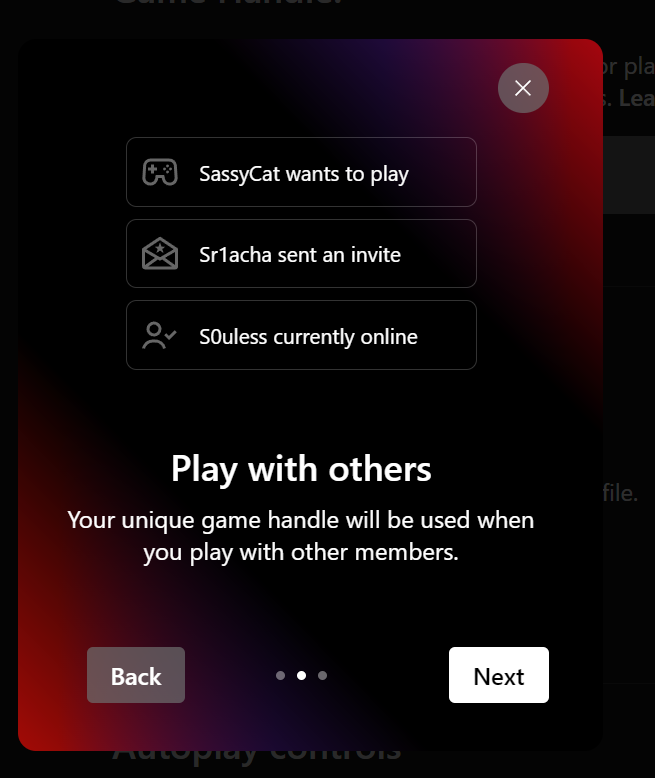 Game Handle.
or pla
s. Lea
SassyCat wants to play
Sr1acha sent an invite
S0uless currently online
Play with others
Your unique game handle will be used when
you play with other members.
file.
Back
Next
Autoplay controls